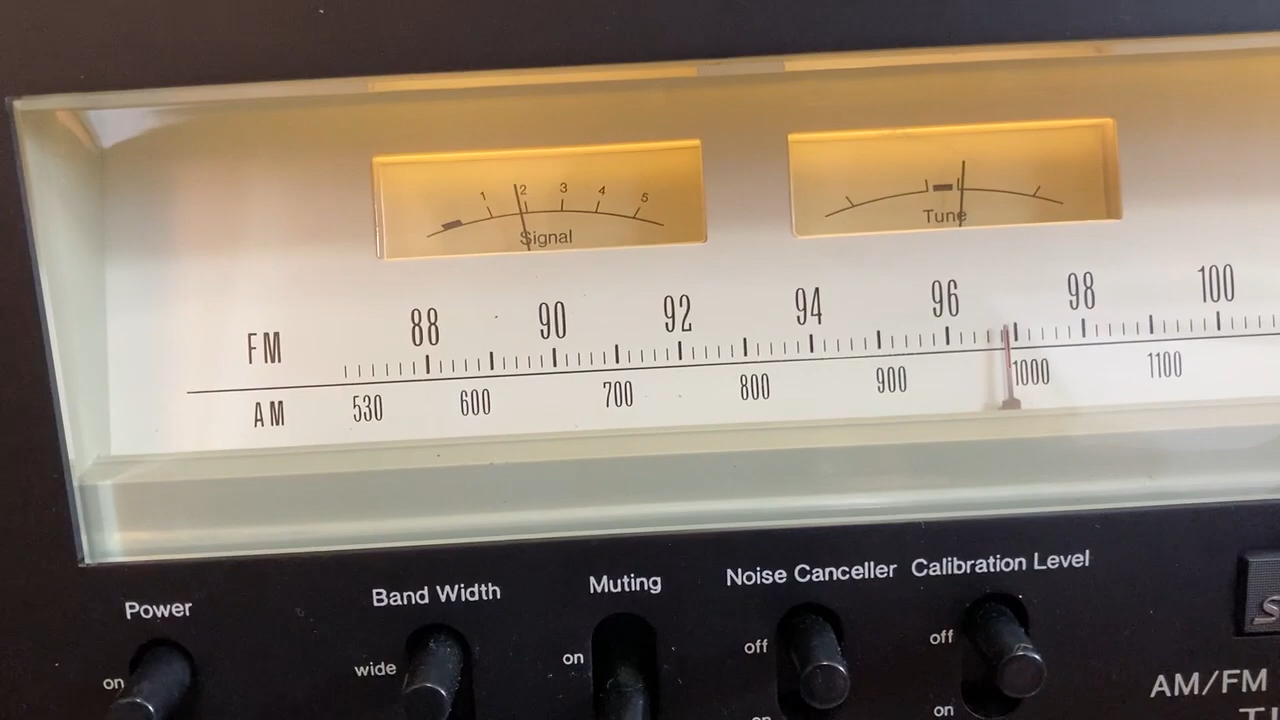 1 2 3 4 5
Signal
Tune
FM 88 90 92 94 96 98 100
AM 530 600 700 800 900 1000 1100
Power
Band Width
Muting
Noise Canceller
Calibration Level
on
wide
on
off
off
on
on
AM/FM